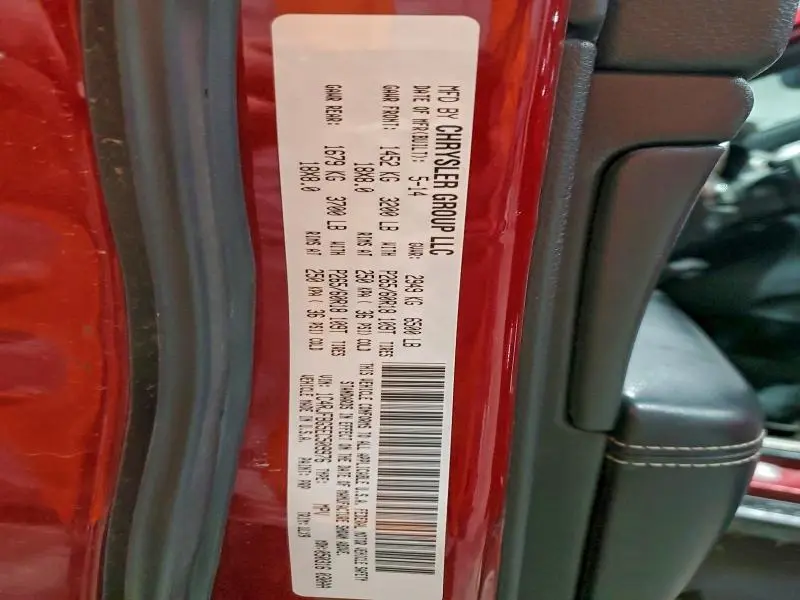 MFD BY CHRYSLER GROUP LLC
DATE OF MFR(BUILT): 5-14 GVWR: 2949 KG 6500 LB
GAWR FRONT: 1452 KG 3200 LB WITH P265/60R18 109T TIRES
18X8.0 RIMS AT 250 KPA ( 36 PSI) COLD
GAWR REAR: 1679 KG 3700 LB WITH P265/60R18 109T TIRES
18X8.0 RIMS AT 250 KPA ( 36 PSI) COLD
THIS VEHICLE CONFORMS TO ALL APPLICABLE U.S.A. FEDERAL MOTOR VEHICLE SAFETY
STANDARDS IN EFFECT ON THE DATE OF MANUFACTURE SHOWN ABOVE.
VIN: TYPE: MPV
VEHICLE MADE IN U.S.A. PAINT: TRIM: